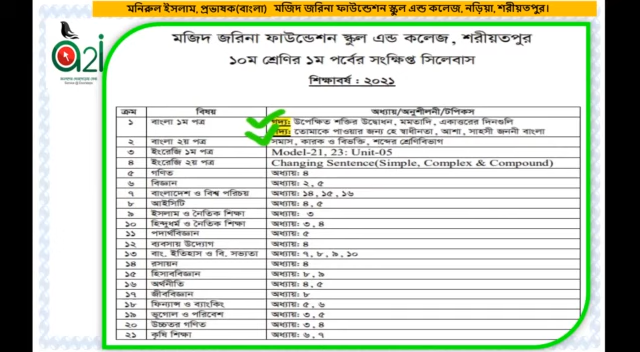 মনিরুল ইসলাম, প্রভাষক(বাংলা) মজিদ জরিনা ফাউন্ডেশন স্কুল এন্ড কলেজ, নড়িয়া, শরীয়তপুর।
a2i
মজিদ জরিনা ফাউন্ডেশন স্কুল এন্ড কলেজ, শরীয়তপুর
১০ম শ্রেণির ১ম পর্বের সংক্ষিপ্ত সিলেবাস
শিক্ষাবর্ষ : ২০২১
ক্রম বিষয় অধ্যায়/অনুশীলনী/টপিকস
১ বাংলা ১ম পত্র গদ্য: উপেক্ষিত শক্তির উদ্বোধন, মমতাদি, একাত্তরের দিনগুলি
পদ্য: তোমাকে পাওয়ার জন্য হে স্বাধীনতা, আশা, সাহসী জননী বাংলা
২ বাংলা ২য় পত্র সমাস, কারক ও বিভক্তি, শব্দের শ্রেণিবিভাগ
৩ ইংরেজি ১ম পত্র Model-21, 23: Unit-05
৪ ইংরেজি ২য় পত্র Changing Sentence(Simple, Complex & Compound)
৫ গণিত অধ্যায়: ৪
৬ বিজ্ঞান অধ্যায়: ২, ৫
৭ বাংলাদেশ ও বিশ্ব পরিচয় অধ্যায়: ১৪, ১৫, ১৬
৮ আইসিটি অধ্যায়: ৪, ৫
৯ ইসলাম ও নৈতিক শিক্ষা অধ্যায়: ৩
১০ হিন্দুধর্ম ও নৈতিক শিক্ষা অধ্যায়: ৩, ৪
১১ পদার্থবিজ্ঞান অধ্যায়: ৫
১২ ব্যবসায় উদ্যোগ অধ্যায়: ৪
১৩ বাং. ইতিহাস ও বি. সভ্যতা অধ্যায়: ৭, ৮, ৯, ১০
১৪ রসায়ন অধ্যায়: ৪
১৫ হিসাববিজ্ঞান অধ্যায়: ৮, ৯
১৬ অর্থনীতি অধ্যায়: ৪, ৫
১৭ জীববিজ্ঞান অধ্যায়: ৮
১৮ ফিন্যান্স ও ব্যাংকিং অধ্যায়: ৫, ৬
১৯ ভূগোল ও পরিবেশ অধ্যায়: ৩, ৫
২০ উচ্চতর গণিত অধ্যায়: ৩, ৪
২১ কৃষি শিক্ষা অধ্যায়: ৬, ৭